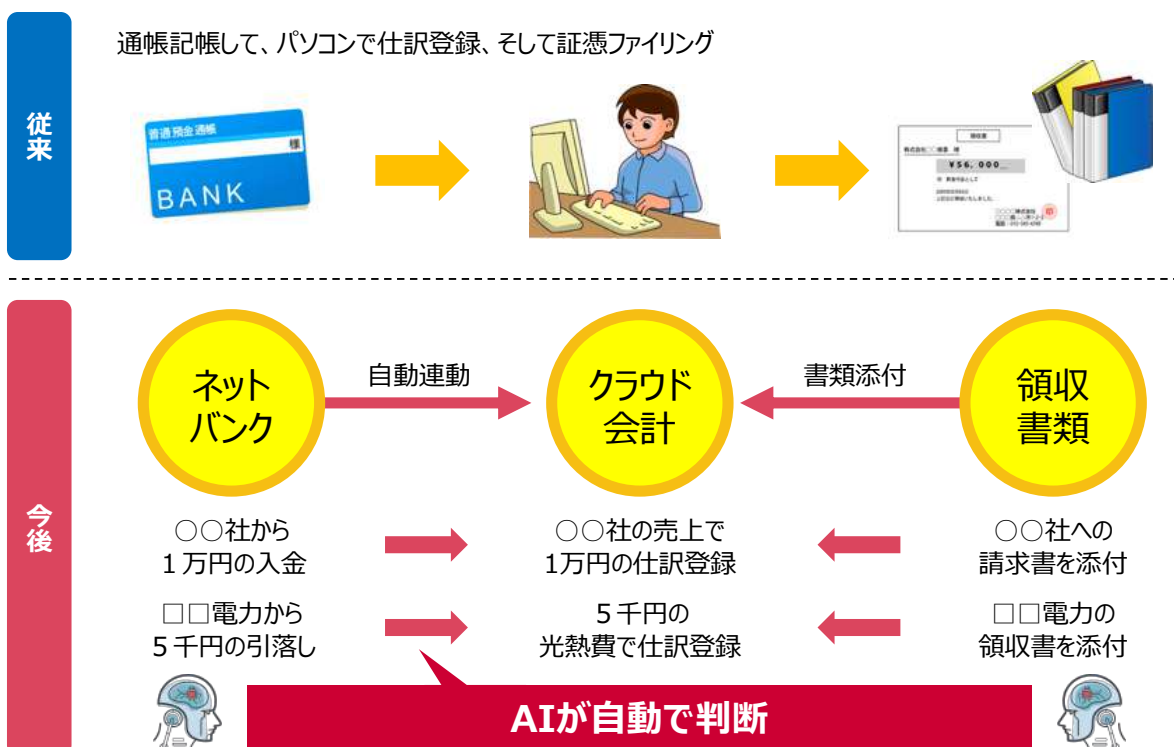 従来
通帳記帳して、パソコンで仕訳登録、そして証憑ファイリング
普通預金通帳
様
BANK
領収書
¥56,000
今後
ネット
バンク
自動連動
クラウド
会計
書類添付
領収
書類
○○社から
1万円の入金
○○社の売上で
1万円の仕訳登録
○○社への
請求書を添付
□□電力から
5千円の引落し
5千円の
光熱費で仕訳登録
□□電力の
領収書を添付
AIが自動で判断